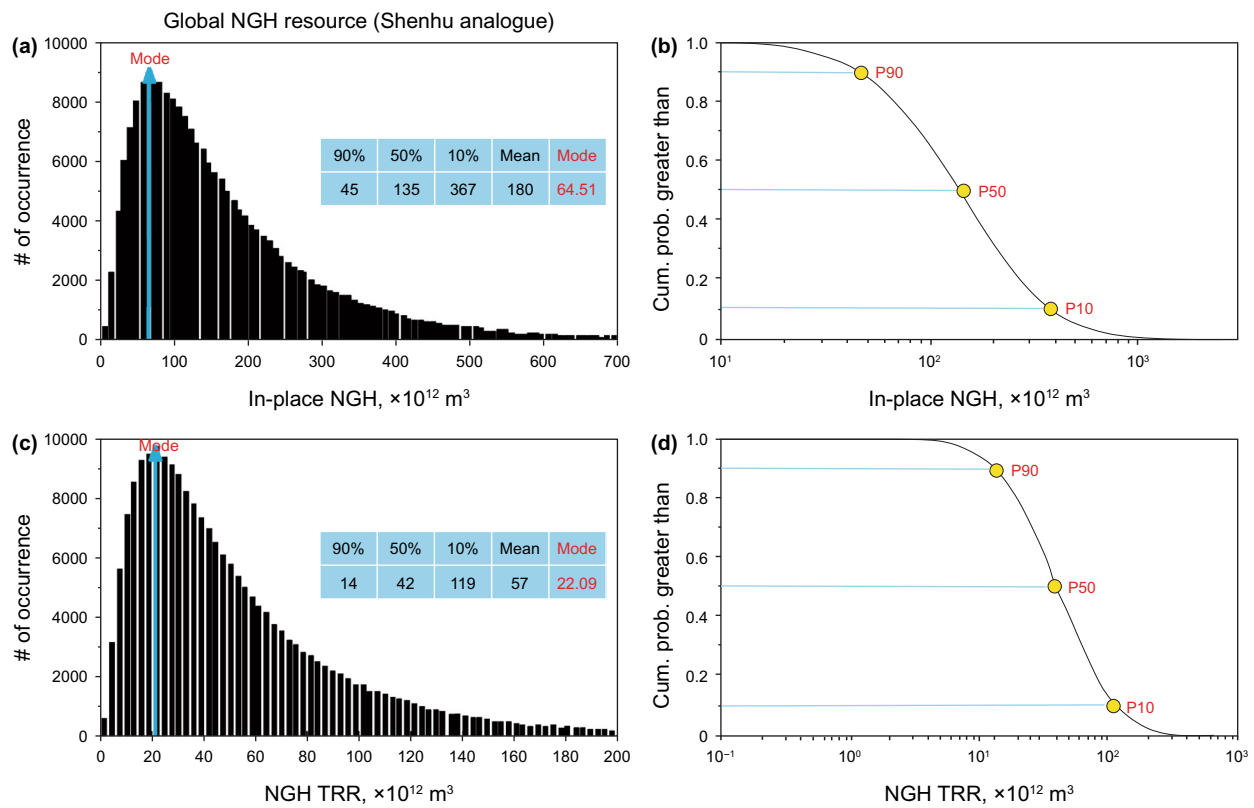 Global NGH resource (Shenhu analogue)
(a)
Mode
10000
8000
6000
4000
2000
0
# of occurrence
90% 50% 10% Mean Mode
45 135 367 180 64.51
0 100 200 300 400 500 600 700
In-place NGH, ×10¹² m³
(b)
1.0
0.8
0.6
0.4
0.2
0
Cum. prob. greater than
P90
P50
P10
10¹ 10² 10³
In-place NGH, ×10¹² m³
(c)
Mode
10000
8000
6000
4000
2000
0
# of occurrence
90% 50% 10% Mean Mode
14 42 119 57 22.09
0 20 40 60 80 100 120 140 160 180 200
NGH TRR, ×10¹² m³
(d)
1.0
0.8
0.6
0.4
0.2
0
Cum. prob. greater than
P90
P50
P10
10⁻¹ 10⁰ 10¹ 10² 10³
NGH TRR, ×10¹² m³